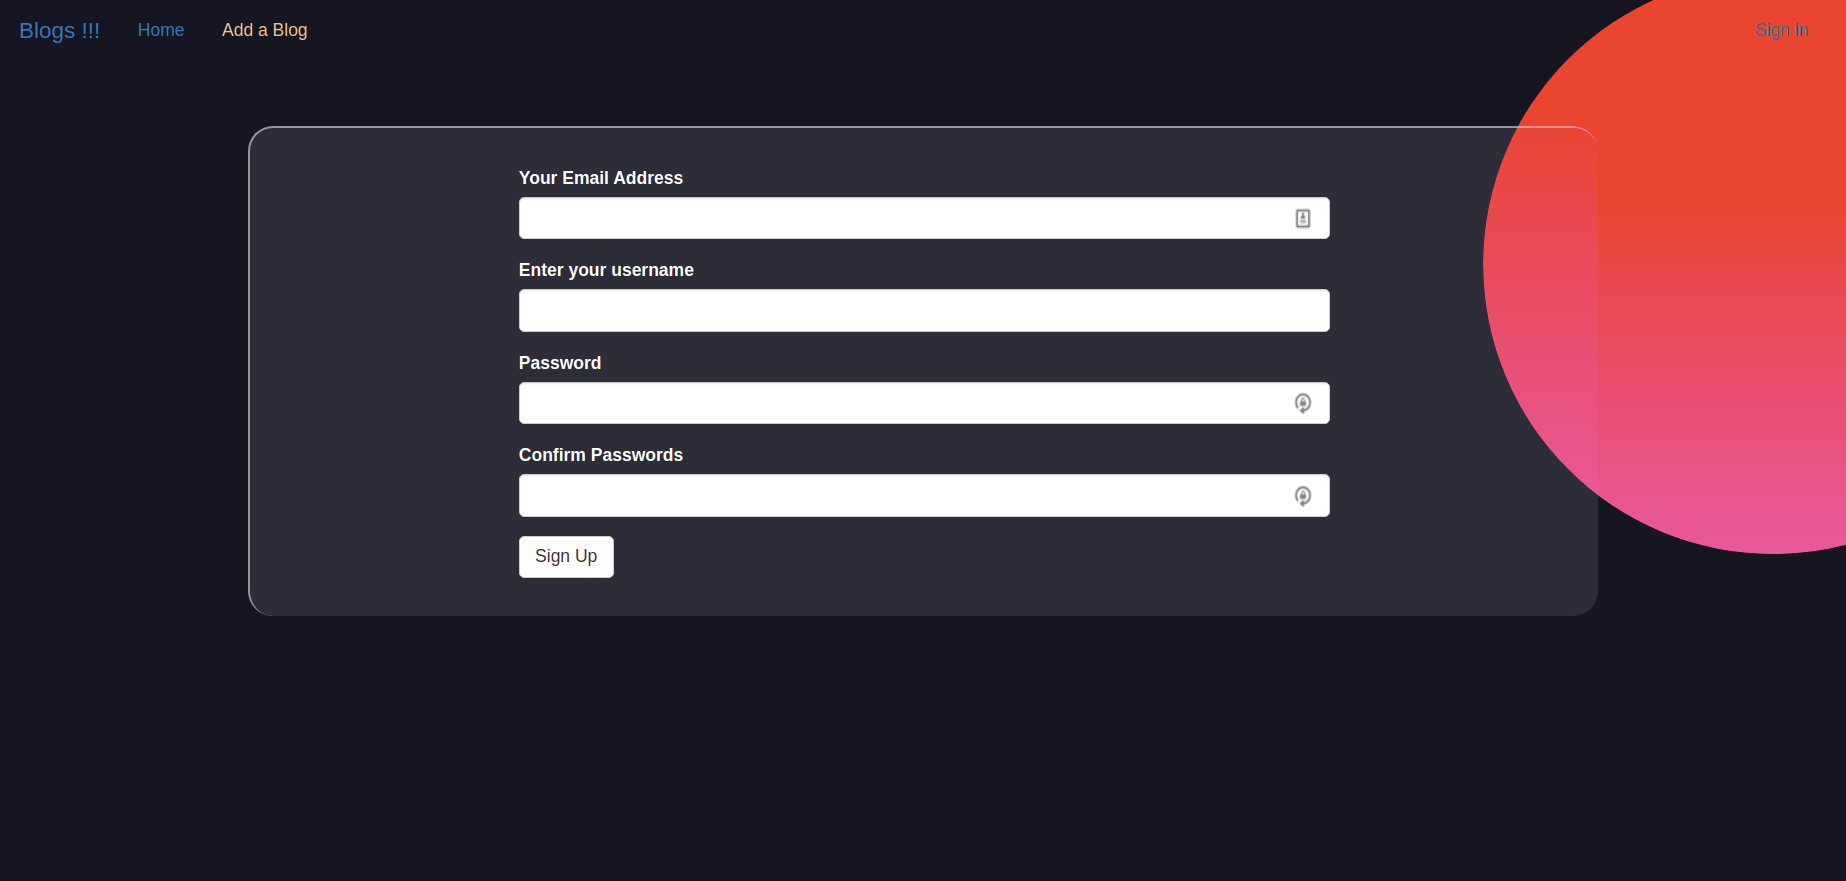 Blogs !!! Home Add a Blog Sign in
Your Email Address
Enter your username
Password
Confirm Passwords
Sign Up